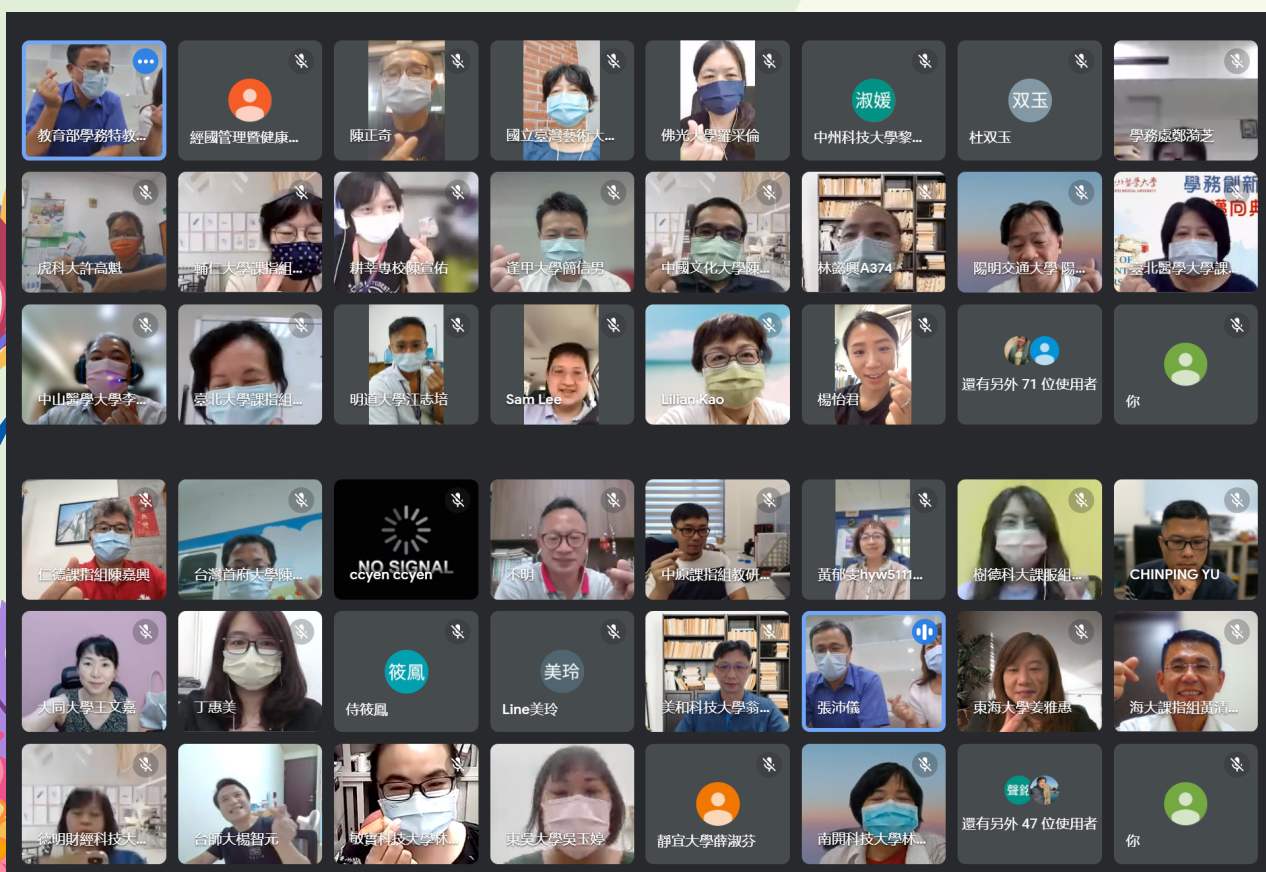 教育部學務特教...
經國管理暨健康...
陳正奇
國立臺灣藝術大...
佛光大學羅采倫
淑媛
中州科技大學黎...
双玉
杜双玉
學務處鄭漪芝
虎科大許高魁
輔仁大學課指組...
耕莘專校陳宣佑
逢甲大學簡信男
中國文化大學陳...
林懿興A374
陽明交通大學 陽...
學務創新
邁向典
臺北醫學大學課...
中山醫學大學李...
臺北大學課指組...
明道大學江志培
Sam Lee
Lilian Kao
楊怡君
還有另外 71 位使用者
你
仁德課指組陳嘉興
台灣首府大學陳...
NO SIGNAL
ccyen ccyen
不明
中原課指組教研...
黃郁雯hyw5111...
樹德科大課服組...
CHINPING YU
大同大學王文嘉
丁惠美
筱鳳
侍筱鳳
美玲
Line美玲
美和科技大學翁...
張沛儀
東海大學姜雅惠
海大課指組黃清...
德明財經科技大...
台師大楊智元
敏實科技大學林...
東吳大學吳玉婷
靜宜大學薛淑芬
南開科技大學林...
聲銘
還有另外 47 位使用者
你